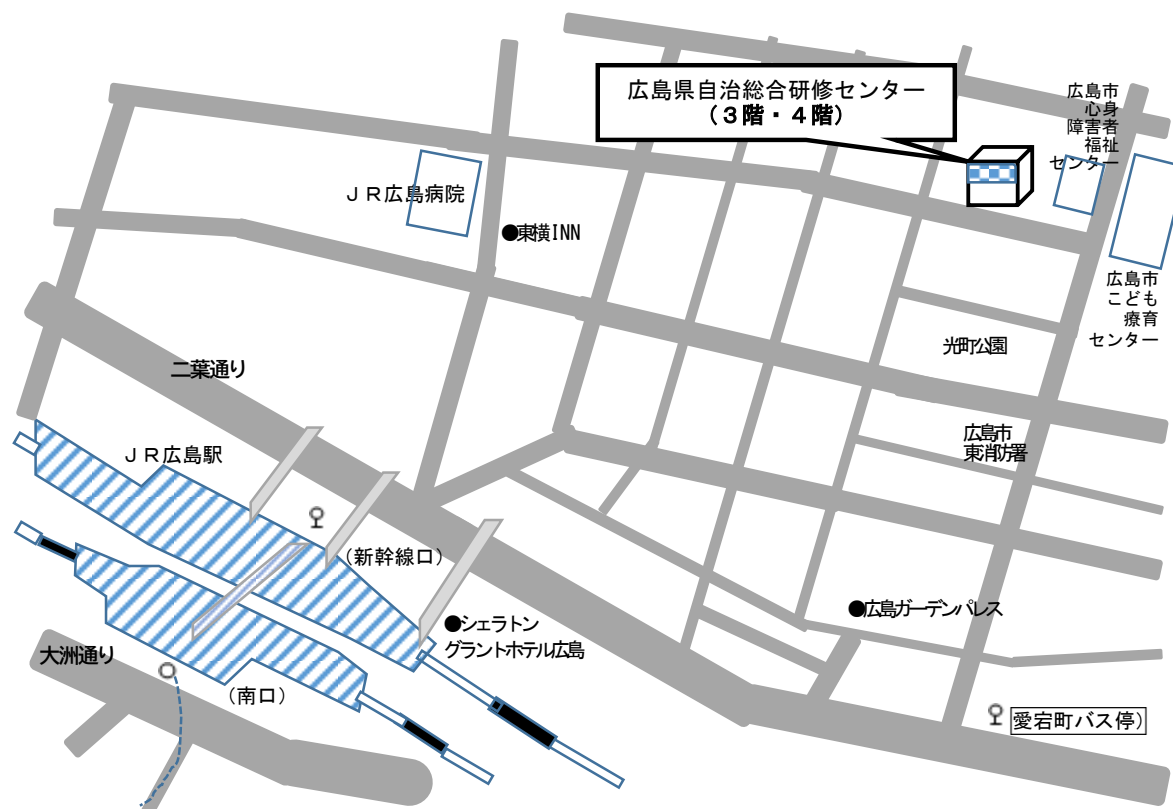 広島県自治総合研修センター
（３階・４階）
広島市
心身
障害者
福祉
センター
ＪＲ広島病院
●東横INN
広島市
こども
療育
センター
光町公園
二葉通り
広島市
東消防署
ＪＲ広島駅
（新幹線口）
●シェラトン
グラントホテル広島
●広島ガーデンパレス
大洲通り
（南口）
愛宕町バス停）